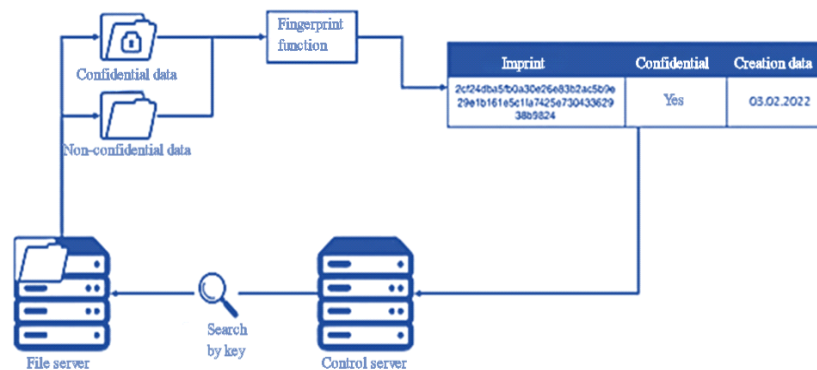 Fingerprint
function
Confidential data
Non-confidential data
Imprint
Confidential
Creation data
2cf24dba5fb0a30e26e83b2ac5b9e
29e1b161e5c1fa7425e730433629
38b9824
Yes
03.02.2022
Search
by key
File server
Control server